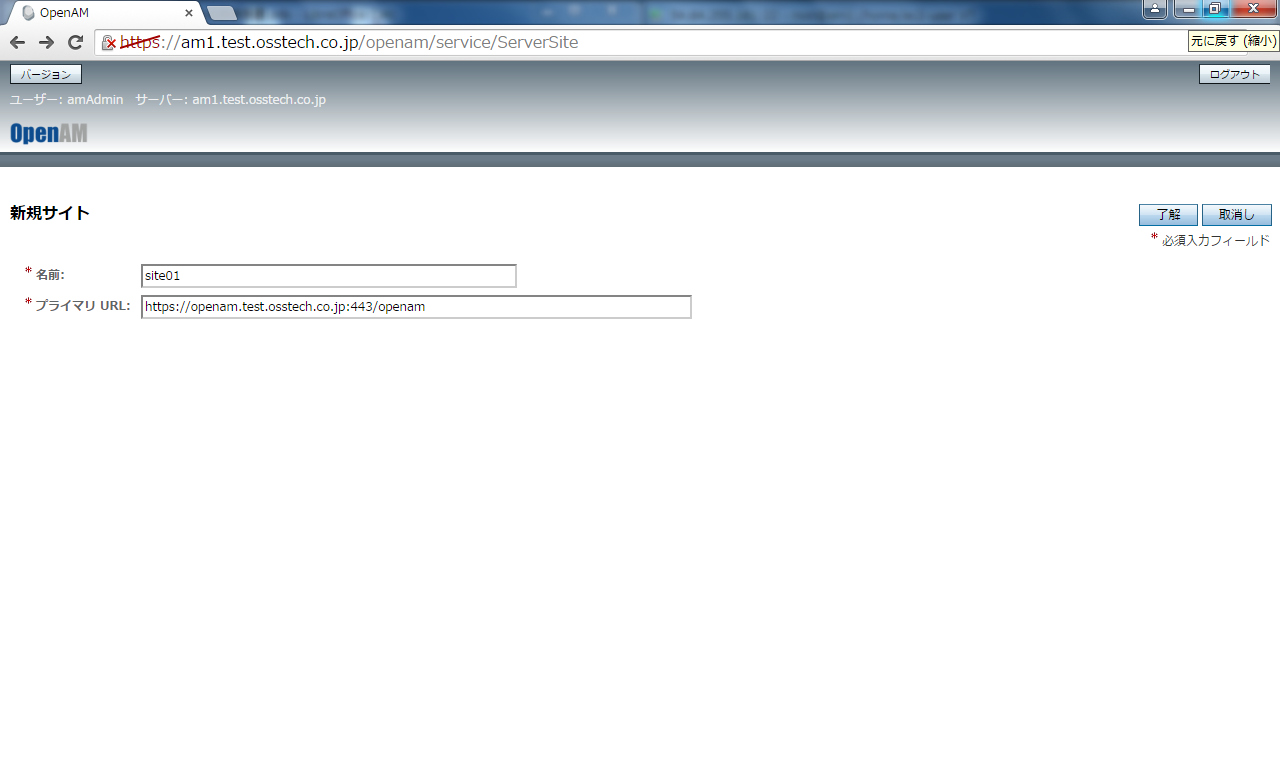 OpenAM
https://am1.test.osstech.co.jp/openam/service/ServerSite
元に戻す (縮小)
バージョン
ログアウト
ユーザー: amAdmin サーバー: am1.test.osstech.co.jp
OpenAM
新規サイト
了解 取消し
* 必須入力フィールド
* 名前: site01
* プライマリ URL: https://openam.test.osstech.co.jp:443/openam